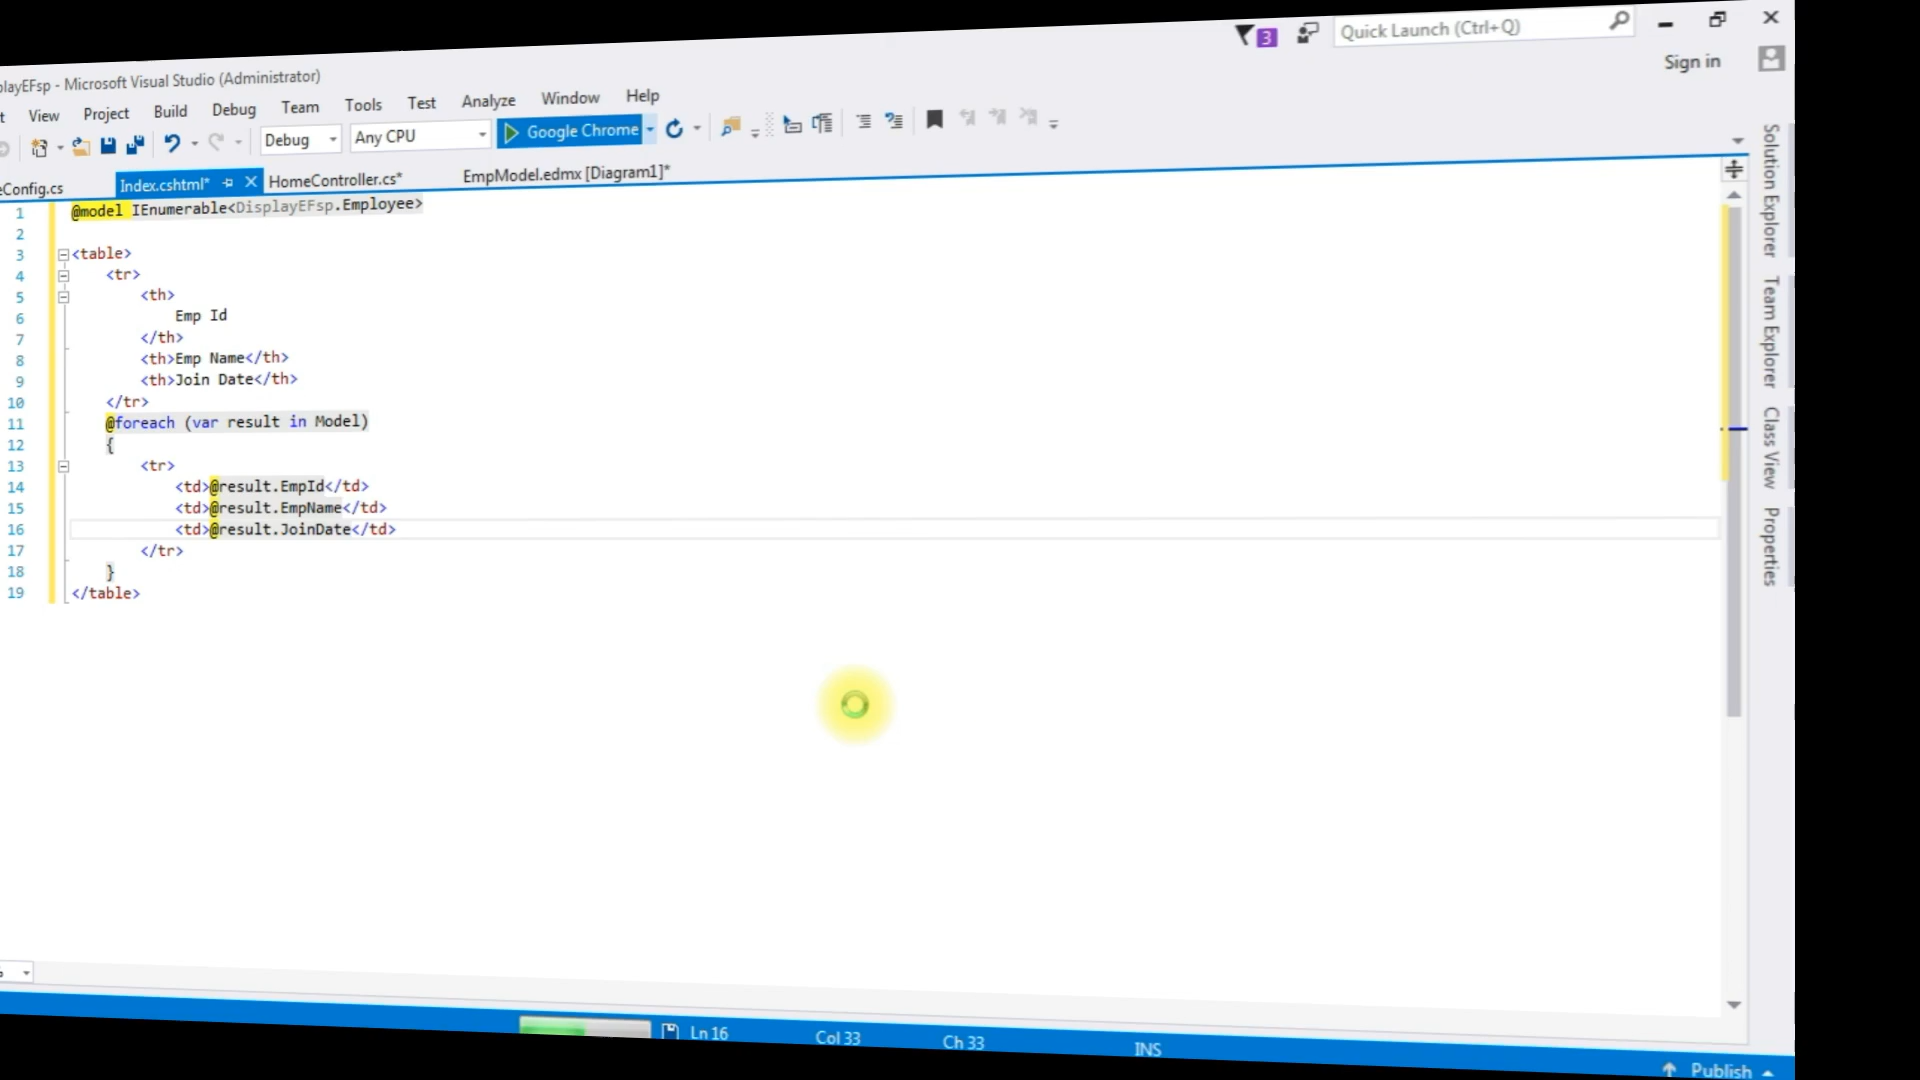 3
Quick Launch (Ctrl+Q)
playEFsp - Microsoft Visual Studio (Administrator)
Sign in
t View Project Build Debug Team Tools Test Analyze Window Help
Debug Any CPU Google Chrome
eConfig.cs Index.cshtml* HomeController.cs* EmpModel.edmx [Diagram1]*
1 @model IEnumerable<DisplayEFsp.Employee>
2
3 <table>
4 <tr>
5 <th>
6 Emp Id
7 </th>
8 <th>Emp Name</th>
9 <th>Join Date</th>
10 </tr>
11 @foreach (var result in Model)
12 {
13 <tr>
14 <td>@result.EmpId</td>
15 <td>@result.EmpName</td>
16 <td>@result.JoinDate</td>
17 </tr>
18 }
19 </table>
Solution Explorer
Team Explorer
Class View
Properties
Ln 16 Col 33 Ch 33 INS
Publish